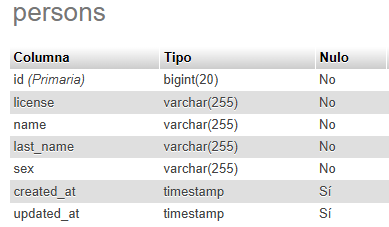 persons
Columna Tipo Nulo
id (Primaria) bigint(20) No
license varchar(255) No
name varchar(255) No
last_name varchar(255) No
sex varchar(255) No
created_at timestamp Sí
updated_at timestamp Sí